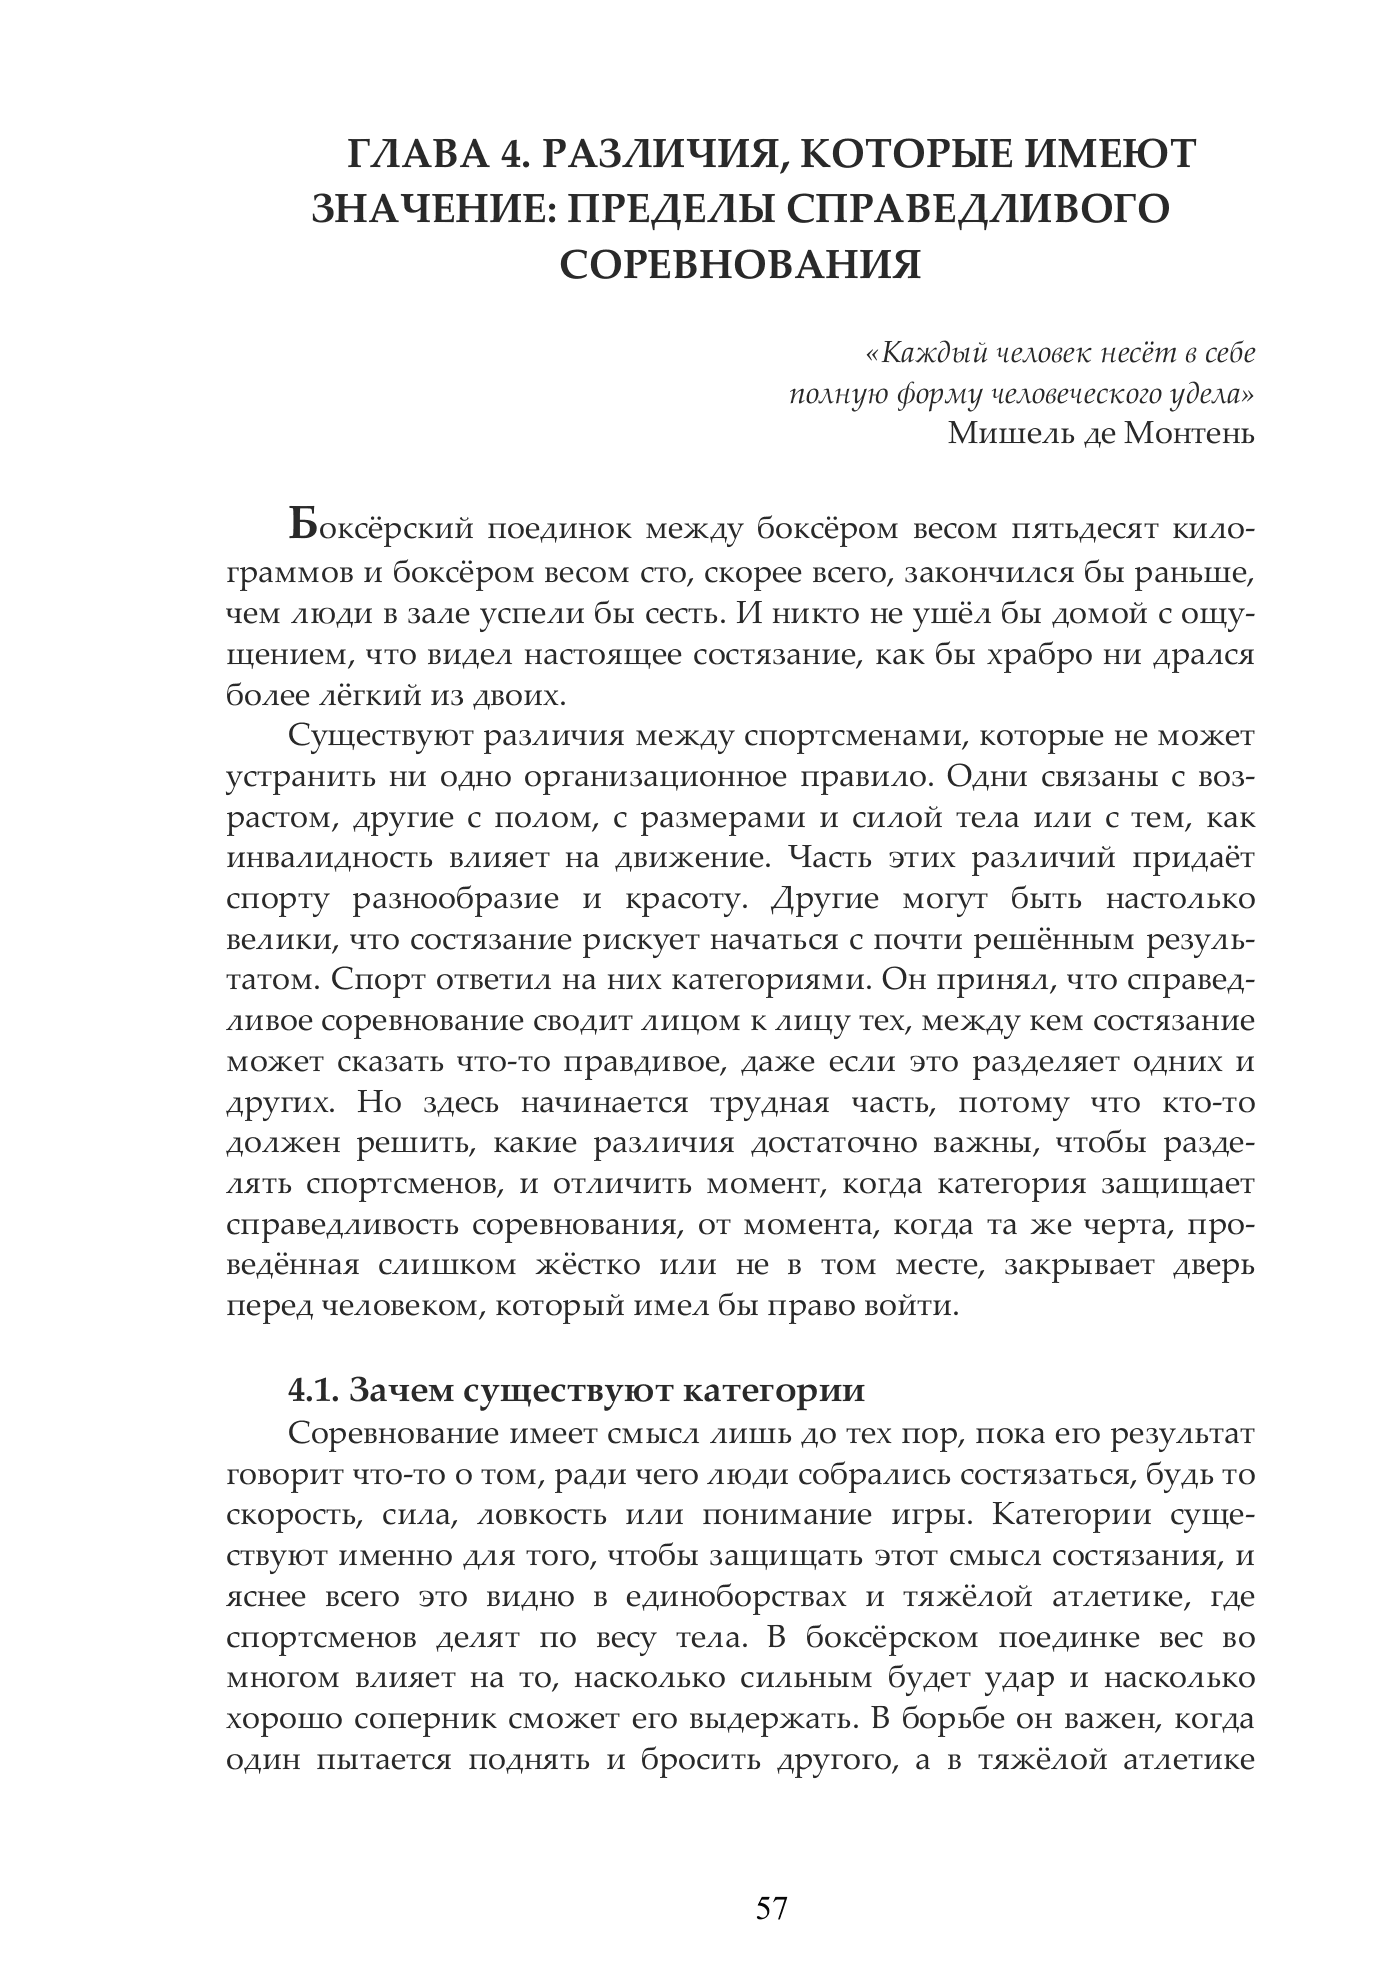 ГЛАВА 4. РАЗЛИЧИЯ, КОТОРЫЕ ИМЕЮТ
ЗНАЧЕНИЕ: ПРЕДЕЛЫ СПРАВЕДЛИВОГО
СОРЕВНОВАНИЯ
«Каждый человек несёт в себе
полную форму человеческого удела»
Мишель де Монтень
Боксёрский поединок между боксёром весом пятьдесят кило-
граммов и боксёром весом сто, скорее всего, закончился бы раньше,
чем люди в зале успели бы сесть. И никто не ушёл бы домой с ощу-
щением, что видел настоящее состязание, как бы храбро ни дрался
более лёгкий из двоих.
Существуют различия между спортсменами, которые не может
устранить ни одно организационное правило. Одни связаны с воз-
растом, другие с полом, с размерами и силой тела или с тем, как
инвалидность влияет на движение. Часть этих различий придаёт
спорту разнообразие и красоту. Другие могут быть настолько
велики, что состязание рискует начаться с почти решённым резуль-
татом. Спорт ответил на них категориями. Он принял, что справед-
ливое соревнование сводит лицом к лицу тех, между кем состязание
может сказать что-то правдивое, даже если это разделяет одних и
других. Но здесь начинается трудная часть, потому что кто-то
должен решить, какие различия достаточно важны, чтобы разде-
лять спортсменов, и отличить момент, когда категория защищает
справедливость соревнования, от момента, когда та же черта, про-
ведённая слишком жёстко или не в том месте, закрывает дверь
перед человеком, который имел бы право войти.
4.1. Зачем существуют категории
Соревнование имеет смысл лишь до тех пор, пока его результат
говорит что-то о том, ради чего люди собрались состязаться, будь то
скорость, сила, ловкость или понимание игры. Категории суще-
ствуют именно для того, чтобы защищать этот смысл состязания, и
яснее всего это видно в единоборствах и тяжёлой атлетике, где
спортсменов делят по весу тела. В боксёрском поединке вес во
многом влияет на то, насколько сильным будет удар и насколько
хорошо соперник сможет его выдержать. В борьбе он важен, когда
один пытается поднять и бросить другого, а в тяжёлой атлетике
57